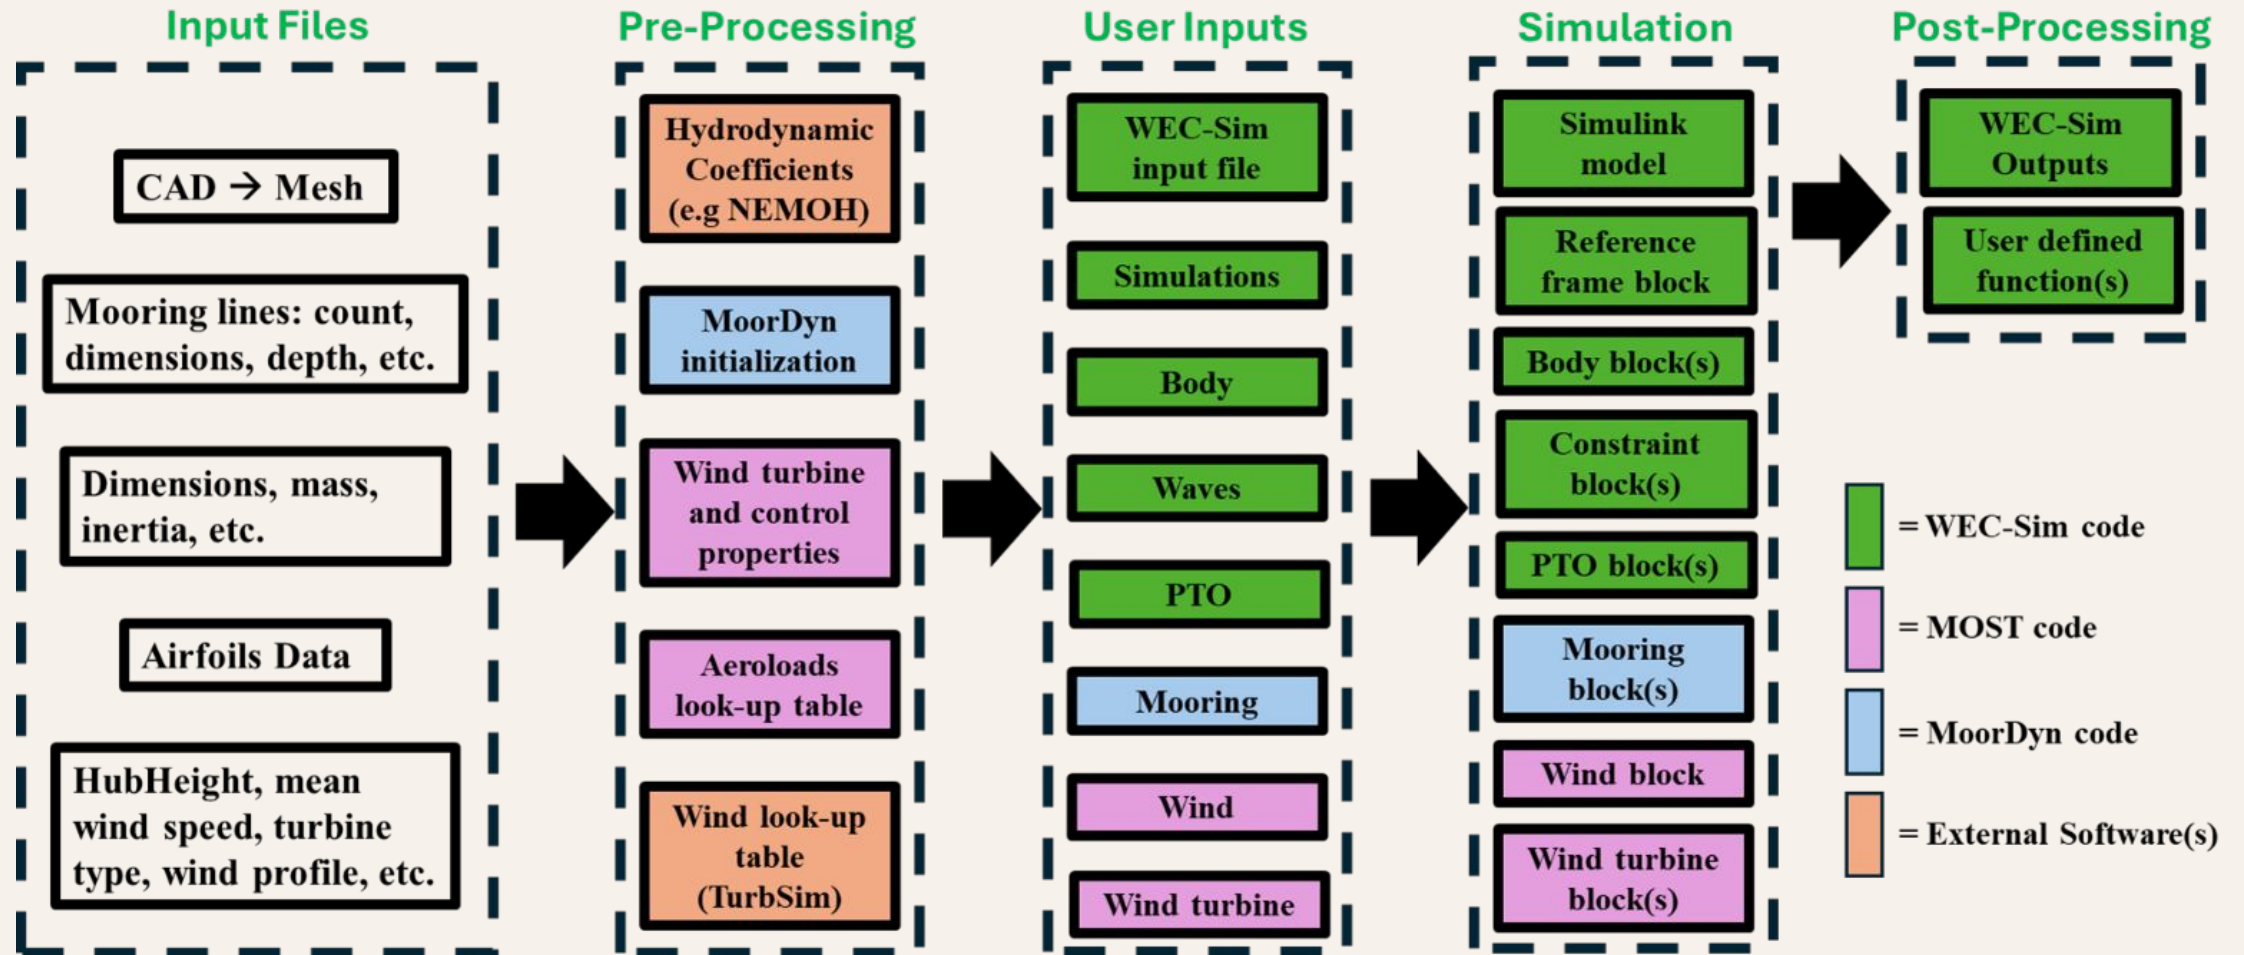 Input Files
CAD → Mesh
Mooring lines: count,
dimensions, depth, etc.
Dimensions, mass,
inertia, etc.
Airfoils Data
HubHeight, mean
wind speed, turbine
type, wind profile, etc.
Pre-Processing
Hydrodynamic
Coefficients
(e.g NEMOH)
MoorDyn
initialization
Wind turbine
and control
properties
Aeroloads
look-up table
Wind look-up
table
(TurbSim)
User Inputs
WEC-Sim
input file
Simulations
Body
Waves
PTO
Mooring
Wind
Wind turbine
Simulation
Simulink
model
Reference
frame block
Body block(s)
Constraint
block(s)
PTO block(s)
Mooring
block(s)
Wind block
Wind turbine
block(s)
Post-Processing
WEC-Sim
Outputs
User defined
function(s)
= WEC-Sim code
= MOST code
= MoorDyn code
= External Software(s)